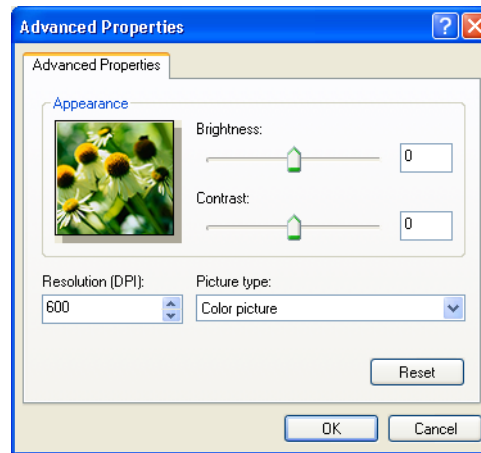 Advanced Properties
Advanced Properties
Appearance
Brightness:
0
Contrast:
0
Resolution (DPI):
Picture type:
600
Color picture
Reset
OK
Cancel